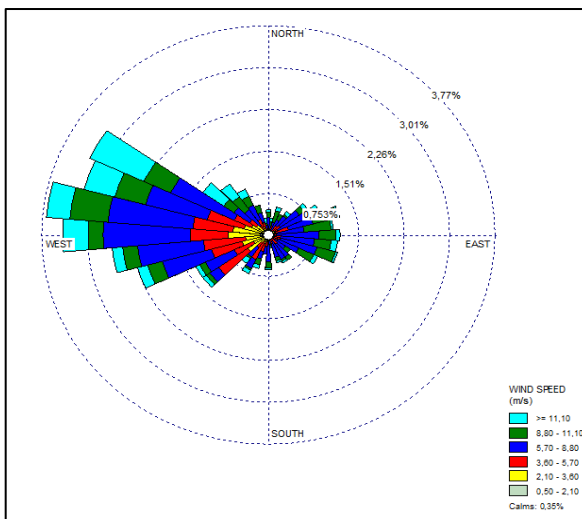 NORTH
3,77%
3,01%
2,26%
1,51%
0,753%
WEST
EAST
SOUTH
WIND SPEED
(m/s)
>= 11,10
8,80 - 11,10
5,70 - 8,80
3,60 - 5,70
2,10 - 3,60
0,50 - 2,10
Calms: 0,35%